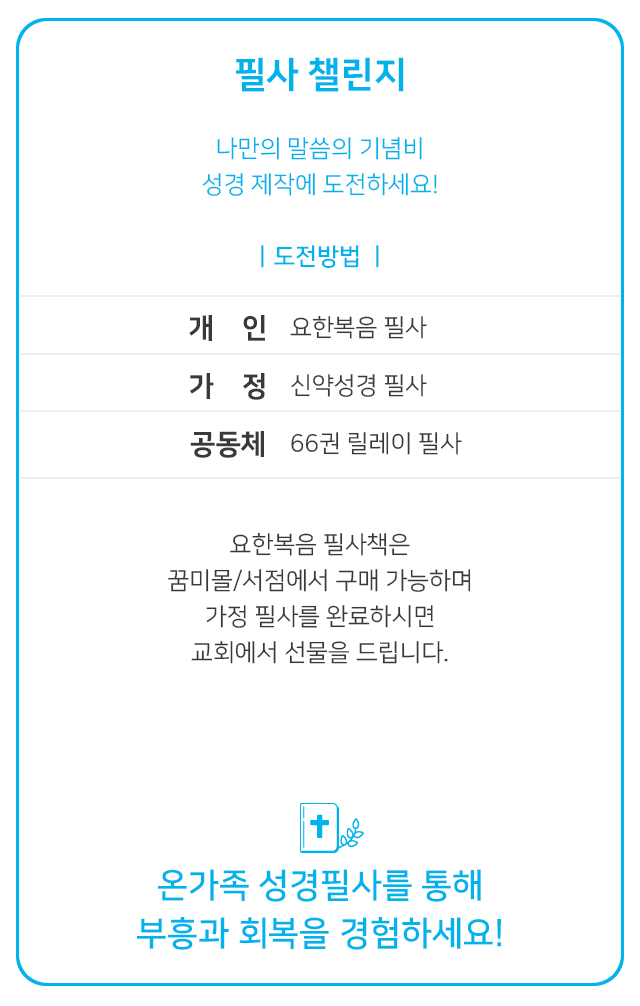 필사 챌린지
나만의 말씀의 기념비
성경 제작에 도전하세요!
| 도전방법 |
개 인 요한복음 필사
가 정 신약성경 필사
공동체 66권 릴레이 필사
요한복음 필사책은
꿈미몰/서점에서 구매 가능하며
가정 필사를 완료하시면
교회에서 선물을 드립니다.
온가족 성경필사를 통해
부흥과 회복을 경험하세요!